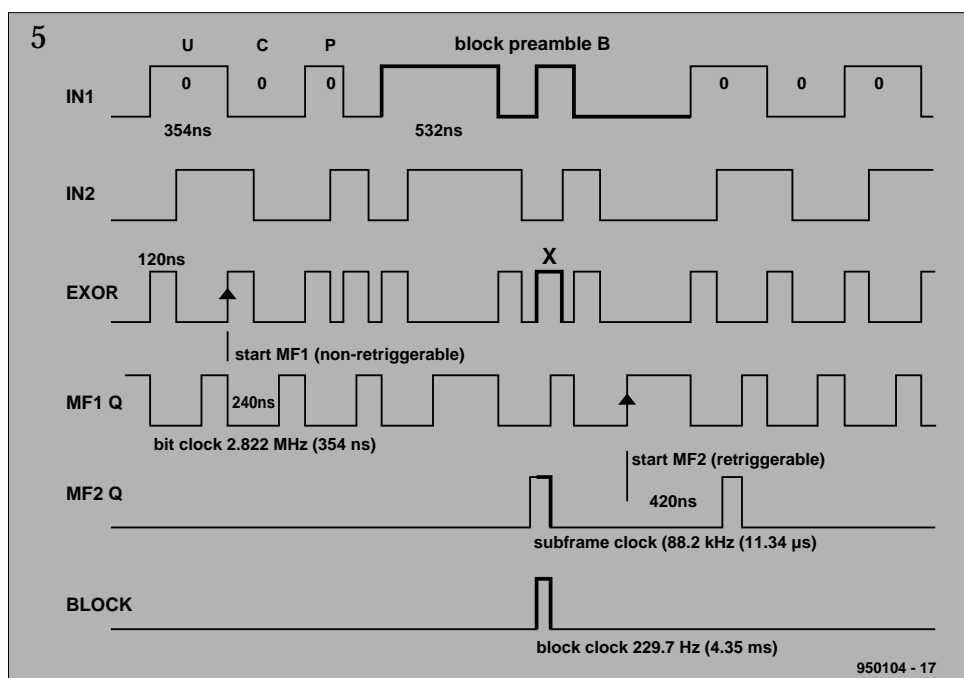 5
U C P block preamble B
IN1 0 0 0 0 0 0
354ns 532ns
IN2
120ns X
EXOR
start MF1 (non-retriggerable)
MF1 Q 240ns
bit clock 2.822 MHz (354 ns)
start MF2 (retriggerable)
MF2 Q 420ns
subframe clock (88.2 kHz (11.34 µs)
BLOCK
block clock 229.7 Hz (4.35 ms)
950104 - 17